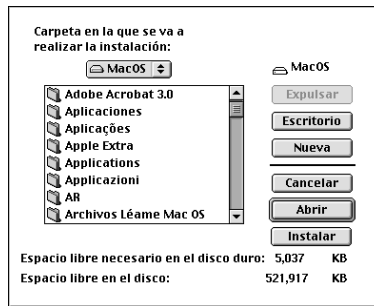 Carpeta en la que se va a
realizar la instalación:
MacOS
MacOS
Adobe Acrobat 3.0
Aplicaciones
Aplicações
Apple Extra
Applications
Applicazioni
AR
Archivos Léame Mac OS
Expulsar
Escritorio
Nueva
Cancelar
Abrir
Instalar
Espacio libre necesario en el disco duro: 5,037 KB
Espacio libre en el disco: 521,917 KB